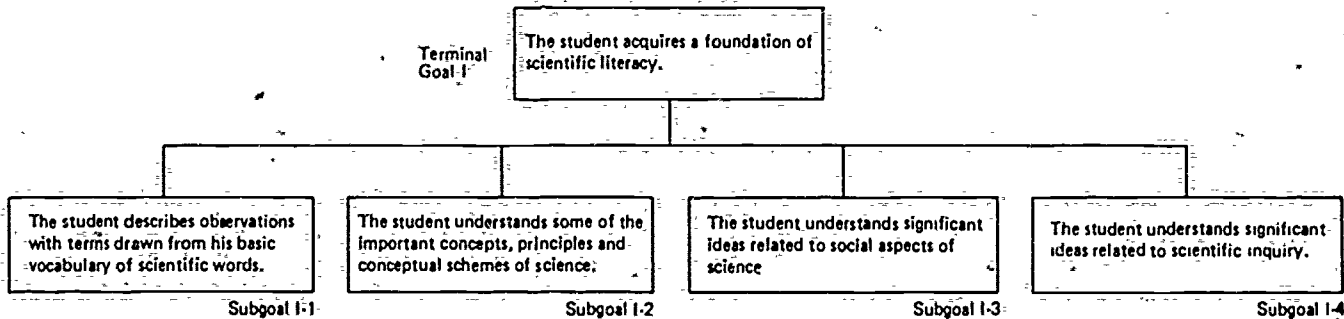 Terminal
Goal I
The student acquires a foundation of
scientific literacy.
The student describes observations
with terms drawn from his basic
vocabulary of scientific words.
Subgoal I-1
The student understands some of the
important concepts, principles and
conceptual schemes of science.
Subgoal I-2
The student understands significant
ideas related to social aspects of
science
Subgoal I-3
The student understands significant
ideas related to scientific inquiry.
Subgoal I-4